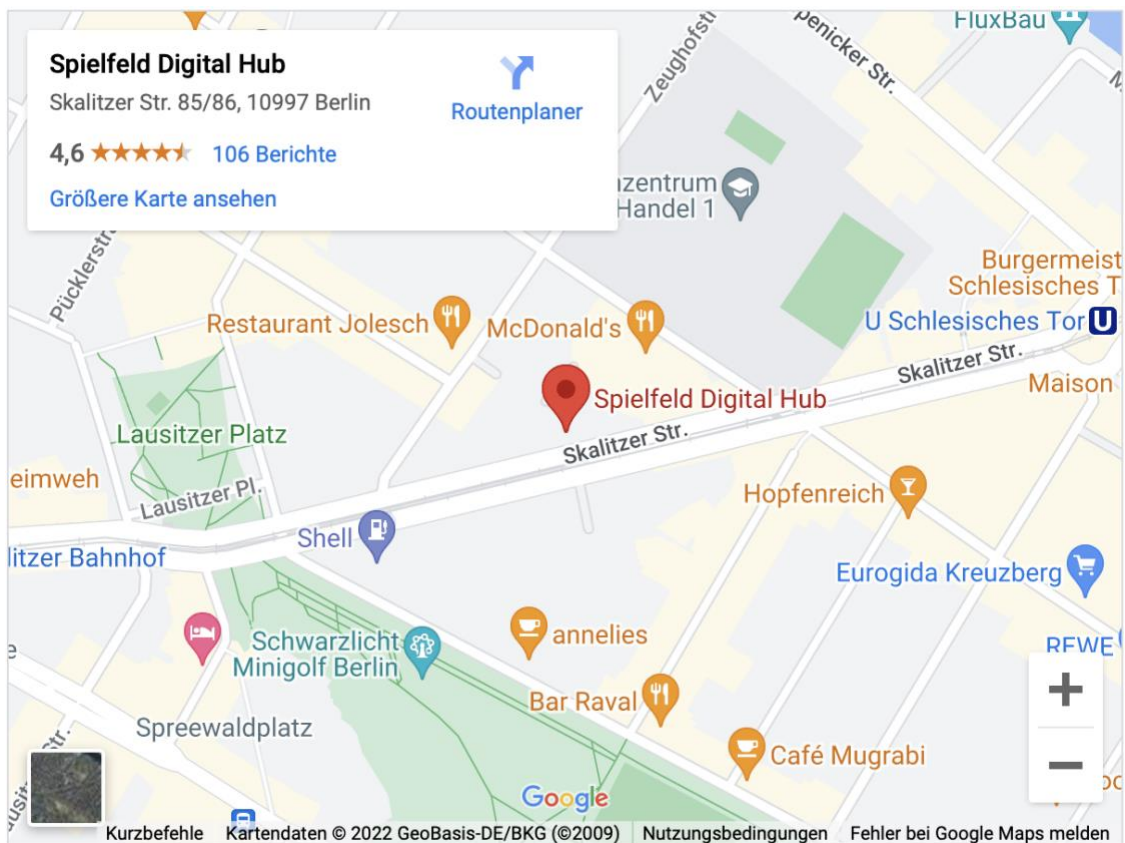 FluxBau
penicker Str.
Zeughofstr
Spielfeld Digital Hub
Skalitzer Str. 85/86, 10997 Berlin
Routenplaner
4,6
106 Berichte
Größere Karte ansehen
nzentrum
Handel 1
Pücklerstr
Burgermeist
Schlesisches T
U Schlesisches Tor U
Restaurant Jolesch
McDonald's
Skalitzer Str.
Maison
Spielfeld Digital Hub
Skalitzer Str.
Lausitzer Platz
eimweh
Lausitzer Pl.
Hopfenreich
Shell
litzer Bahnhof
Eurogida Kreuzberg
Schwarzlicht
Minigolf Berlin
annelies
REWE
Bar Raval
Spreewaldplatz
Café Mugrabi
Google
Kurzbefehle
Kartendaten © 2022 GeoBasis-DE/BKG (©2009)
Nutzungsbedingungen
Fehler bei Google Maps melden